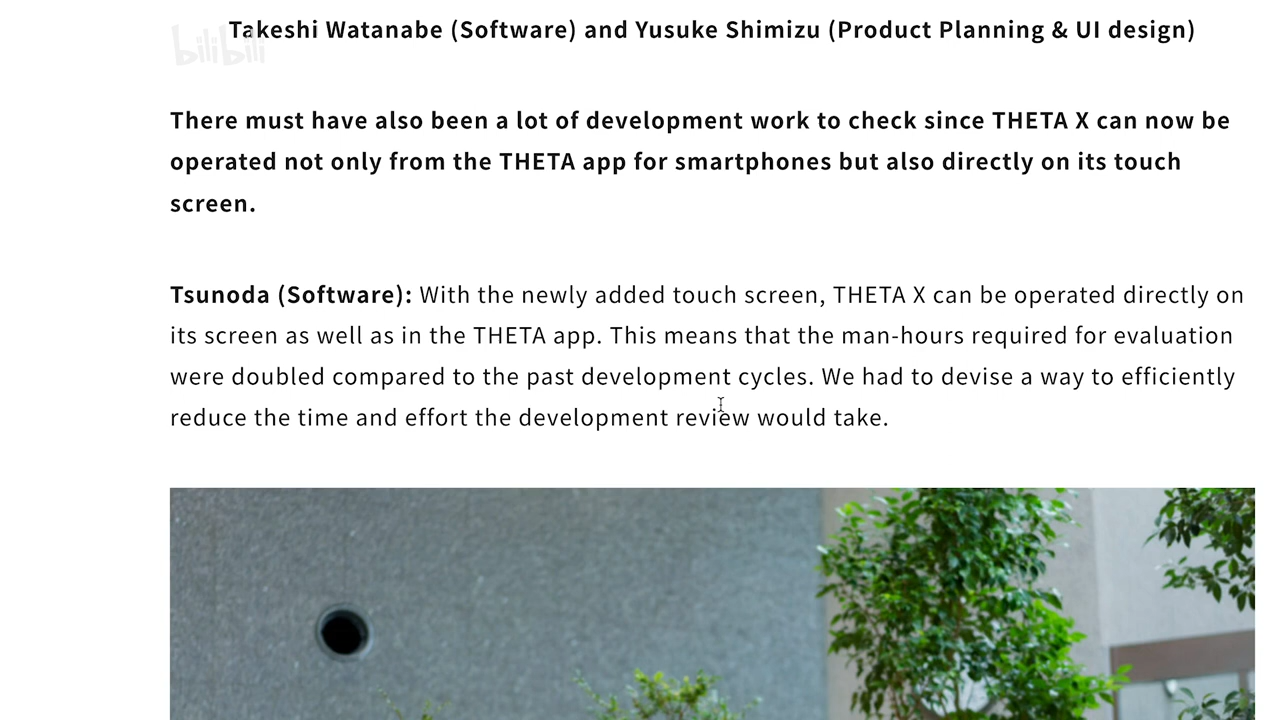 Takeshi Watanabe (Software) and Yusuke Shimizu (Product Planning & UI design)
bilibili
There must have also been a lot of development work to check since THETA X can now be
operated not only from the THETA app for smartphones but also directly on its touch
screen.
Tsunoda (Software): With the newly added touch screen, THETA X can be operated directly on
its screen as well as in the THETA app. This means that the man-hours required for evaluation
were doubled compared to the past development cycles. We had to devise a way to efficiently
reduce the time and effort the development review would take.